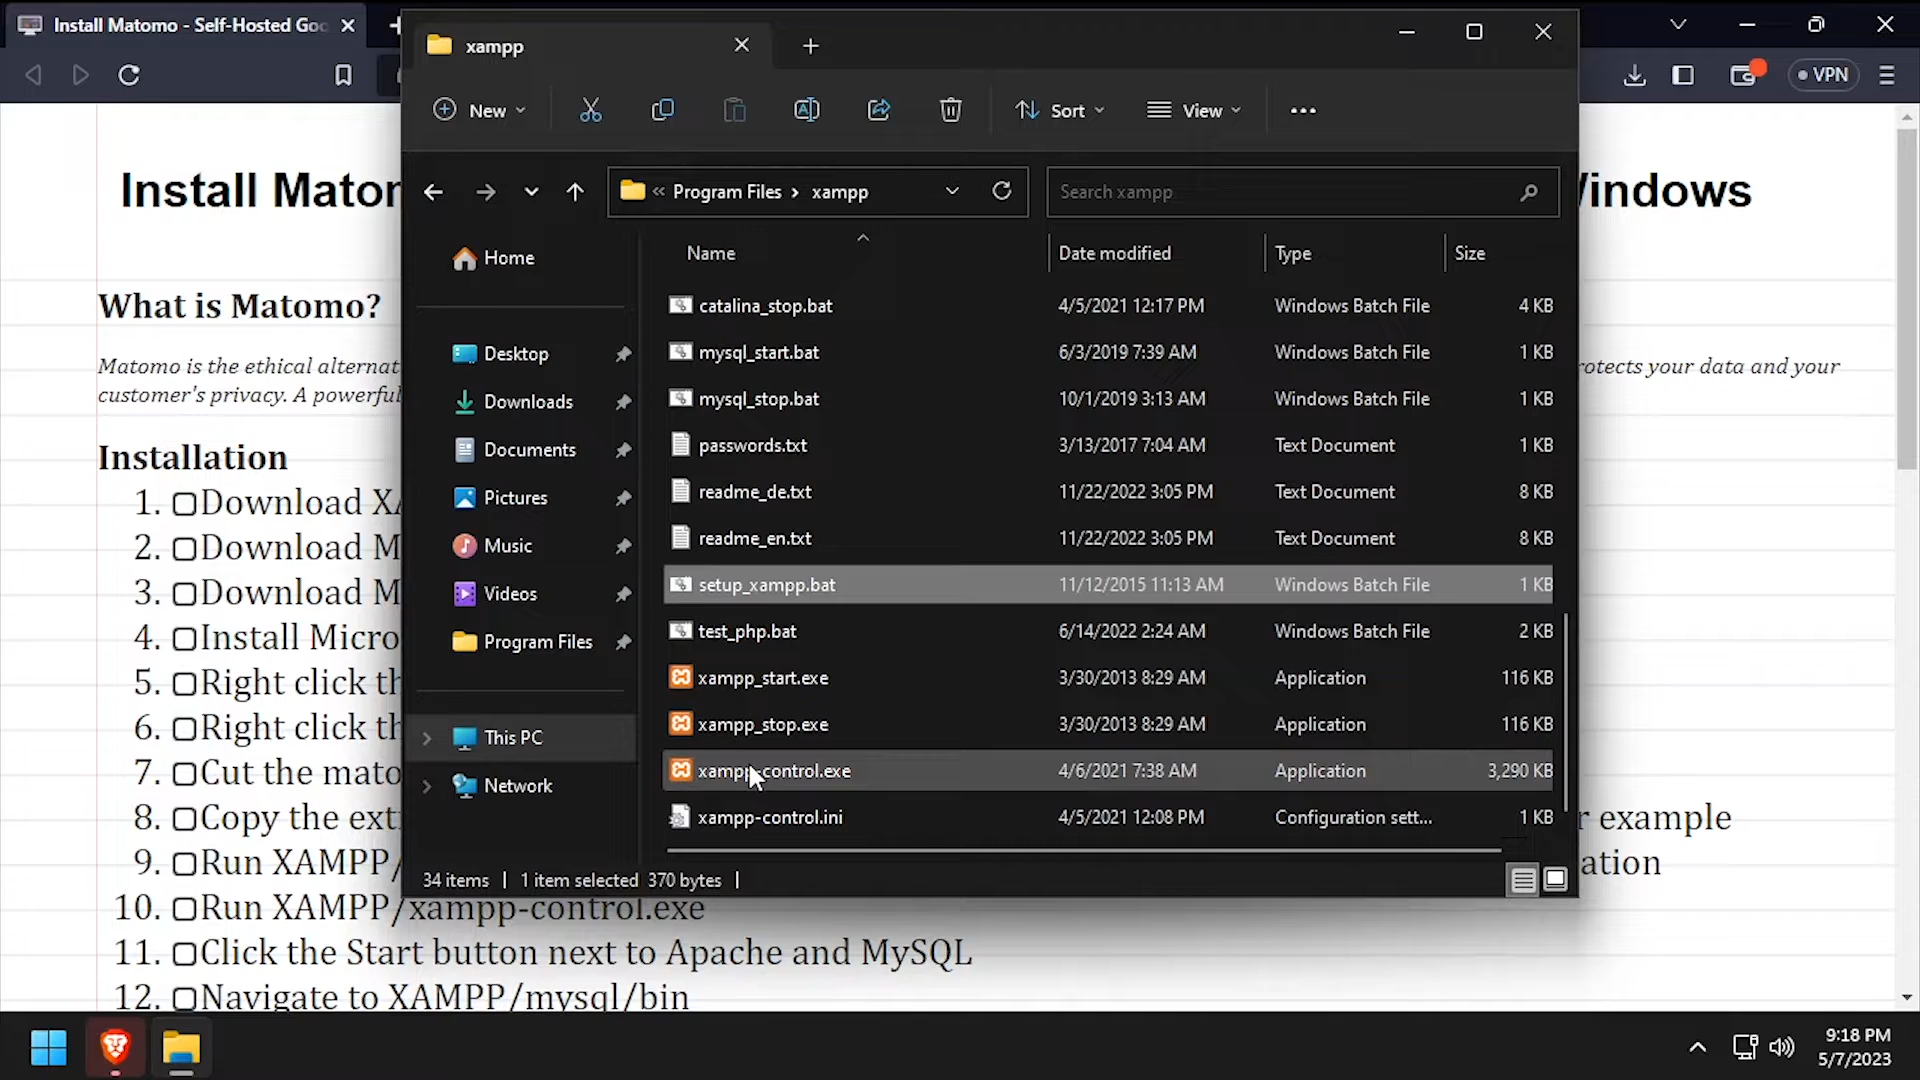 Install Matomo - Self-Hosted Goo
xampp
VPN
New
Sort
View
Program Files
xampp
Search xampp
Install Mator
Windows
Name
Date modified
Type
Size
Home
Desktop
Downloads
Documents
Pictures
Music
Videos
Program Files
This PC
Network
catalina_stop.bat 4/5/2021 12:17 PM Windows Batch File 4 KB
mysql_start.bat 6/3/2019 7:39 AM Windows Batch File 1 KB
mysql_stop.bat 10/1/2019 3:13 AM Windows Batch File 1 KB
passwords.txt 3/13/2017 7:04 AM Text Document 1 KB
readme_de.txt 11/22/2022 3:05 PM Text Document 8 KB
readme_en.txt 11/22/2022 3:05 PM Text Document 8 KB
setup_xampp.bat 11/12/2015 11:13 AM Windows Batch File 1 KB
test_php.bat 6/14/2022 2:24 AM Windows Batch File 2 KB
xampp_start.exe 3/30/2013 8:29 AM Application 116 KB
xampp_stop.exe 3/30/2013 8:29 AM Application 116 KB
xampp-control.exe 4/6/2021 7:38 AM Application 3,290 KB
xampp-control.ini 4/5/2021 12:08 PM Configuration sett... 1 KB
34 items 1 item selected 370 bytes
What is Matomo?
Matomo is the ethical alternat
rotects your data and your
customer's privacy. A powerful
Installation
1. Download XA
2. Download M
3. Download M
4. Install Micro
5. Right click th
6. Right click th
7. Cut the mato
8. Copy the ext
r example
9. Run XAMPP/
ation
10. Run XAMPP/xampp-control.exe
11. Click the Start button next to Apache and MySQL
12. Navigate to XAMPP/mysql/bin
9:18 PM
5/7/2023